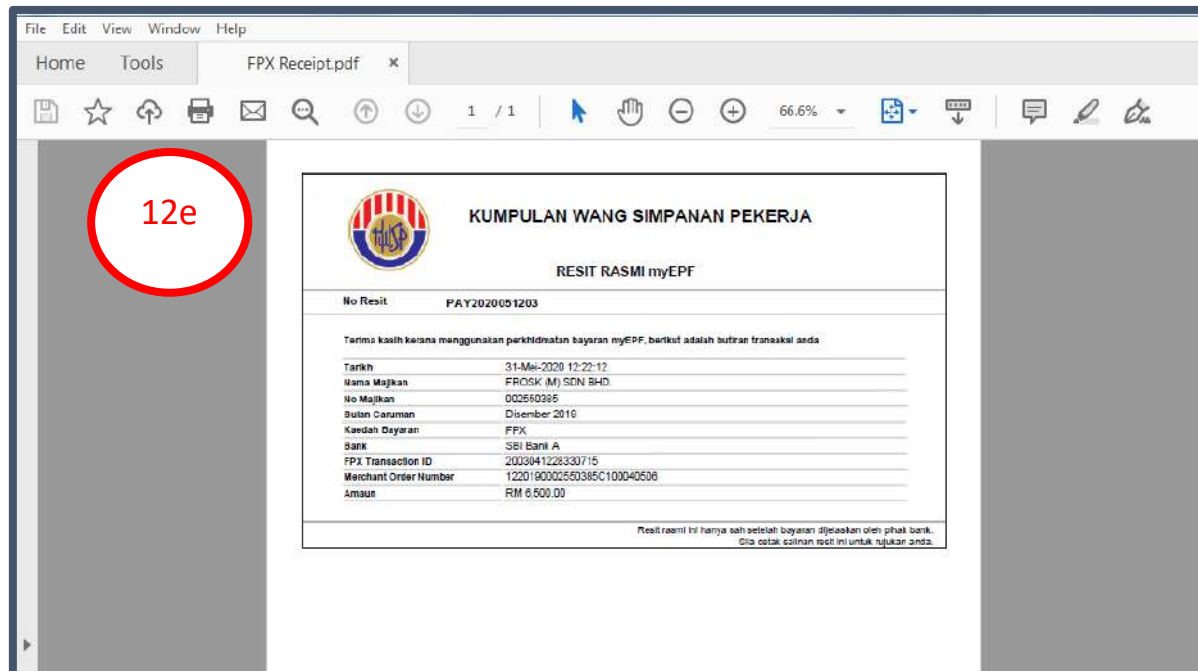 File Edit View Window Help
Home Tools FPX Receipt.pdf ×
1 / 1 66.6%
12e
KWSP
KUMPULAN WANG SIMPANAN PEKERJA
RESIT RASMI myEPF
No Resit PAY2020051203
Terima kasih kerana menggunakan perkhidmatan bayaran myEPF, berikut adalah butiran transaksi anda
Tarikh 31-Mei-2020 12:22:12
Nama Majikan FROSK (M) SDN BHD.
No Majikan 002550385
Bulan Caruman Disember 2019
Kaedah Bayaran FPX
Bank SBI Bank A
FPX Transaction ID 2003041228330715
Merchant Order Number 1220190002550385C100040506
Amaun RM 6,500.00
Resit rasmi ini hanya sah setelah bayaran dijelaskan oleh pihak bank.
Sila cetak salinan resit ini untuk rujukan anda.